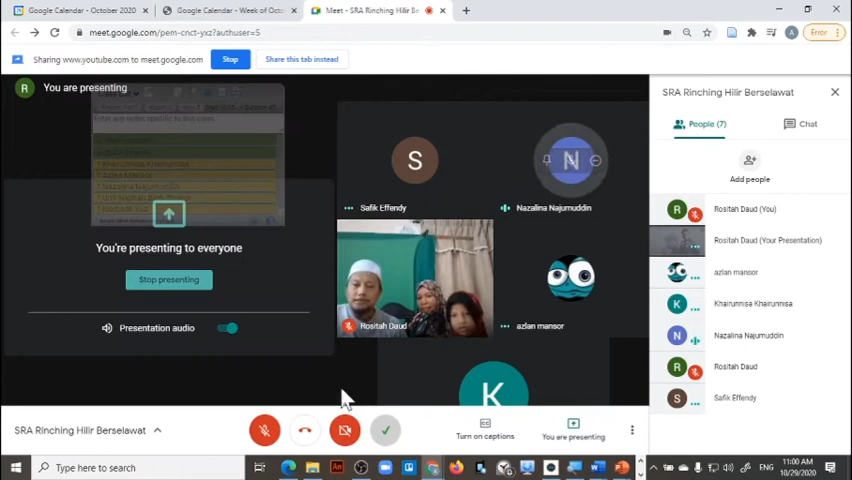 Google Calendar - October 2020
Google Calendar - Week of Octo
Meet - SRA Rinching Hilir Be
meet.google.com/pem-cnct-yxz?authuser=5
A
Error
Sharing www.youtube.com to meet.google.com
Stop
Share this tab instead
R
You are presenting
You're presenting to everyone
Stop presenting
Presentation audio
S
Safik Effendy
N
Nazalina Najumuddin
Rositah Daud
azlan mansor
K
SRA Rinching Hilir Berselawat
People (7)
Chat
Add people
R
Rositah Daud (You)
Rositah Daud (Your Presentation)
azlan mansor
K
Khairunnisa Khairunnisa
N
Nazalina Najmuddin
R
Rositah Daud
S
Safik Effendy
SRA Rinching Hilir Berselawat
CC
Turn on captions
You are presenting
Type here to search
An
ENG
11:00 AM
10/29/2020